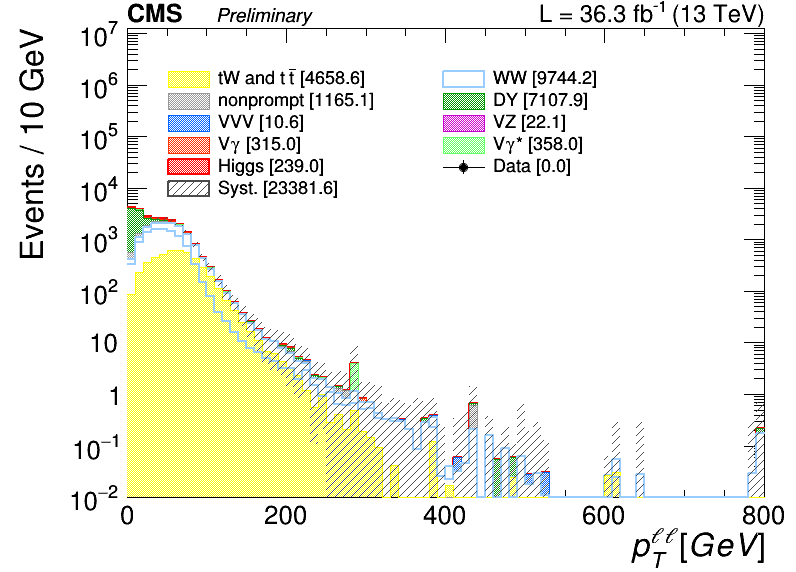 CMS Preliminary L = 36.3 fb⁻¹ (13 TeV)
Events / 10 GeV
10⁷
10⁶
10⁵
10⁴
10³
10²
10
1
10⁻¹
10⁻²
tW and tt̄ [4658.6]
nonprompt [1165.1]
VVV [10.6]
Vγ [315.0]
Higgs [239.0]
Syst. [23381.6]
WW [9744.2]
DY [7107.9]
VZ [22.1]
Vγ* [358.0]
Data [0.0]
0 200 400 600 800
p_T^{ℓℓ} [GeV]